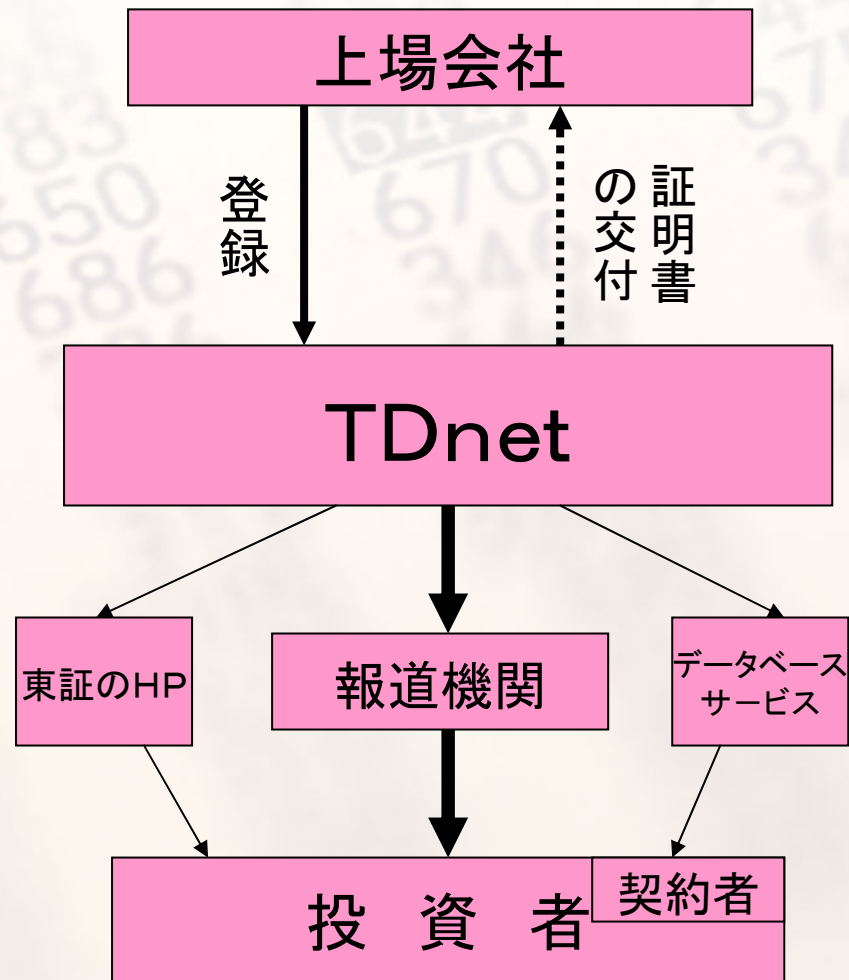 上場会社
登録
証明書
の交付
TDnet
東証のHP
報道機関
データベース
サービス
投 資 者
契約者